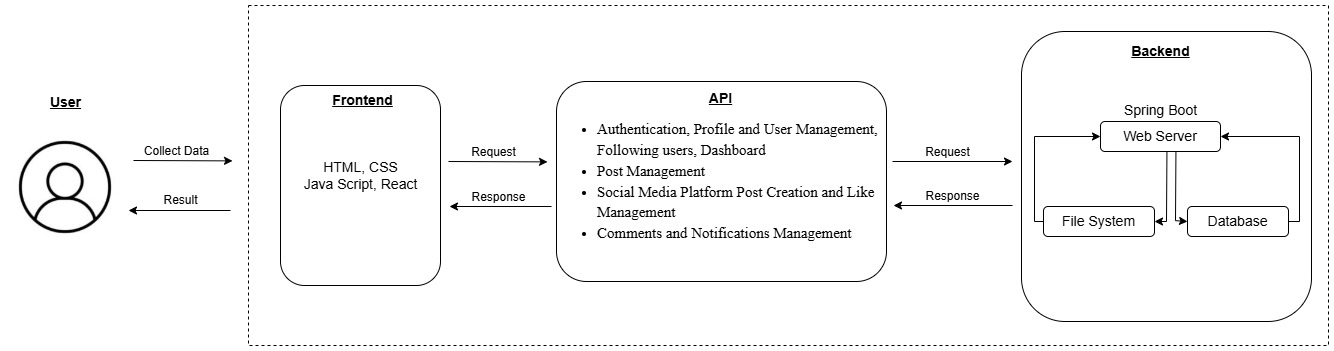 User
Collect Data
Result
Frontend
HTML, CSS
Java Script, React
Request
Response
API
• Authentication, Profile and User Management,
Following users, Dashboard
• Post Management
• Social Media Platform Post Creation and Like
Management
• Comments and Notifications Management
Request
Response
Backend
Spring Boot
Web Server
File System
Database